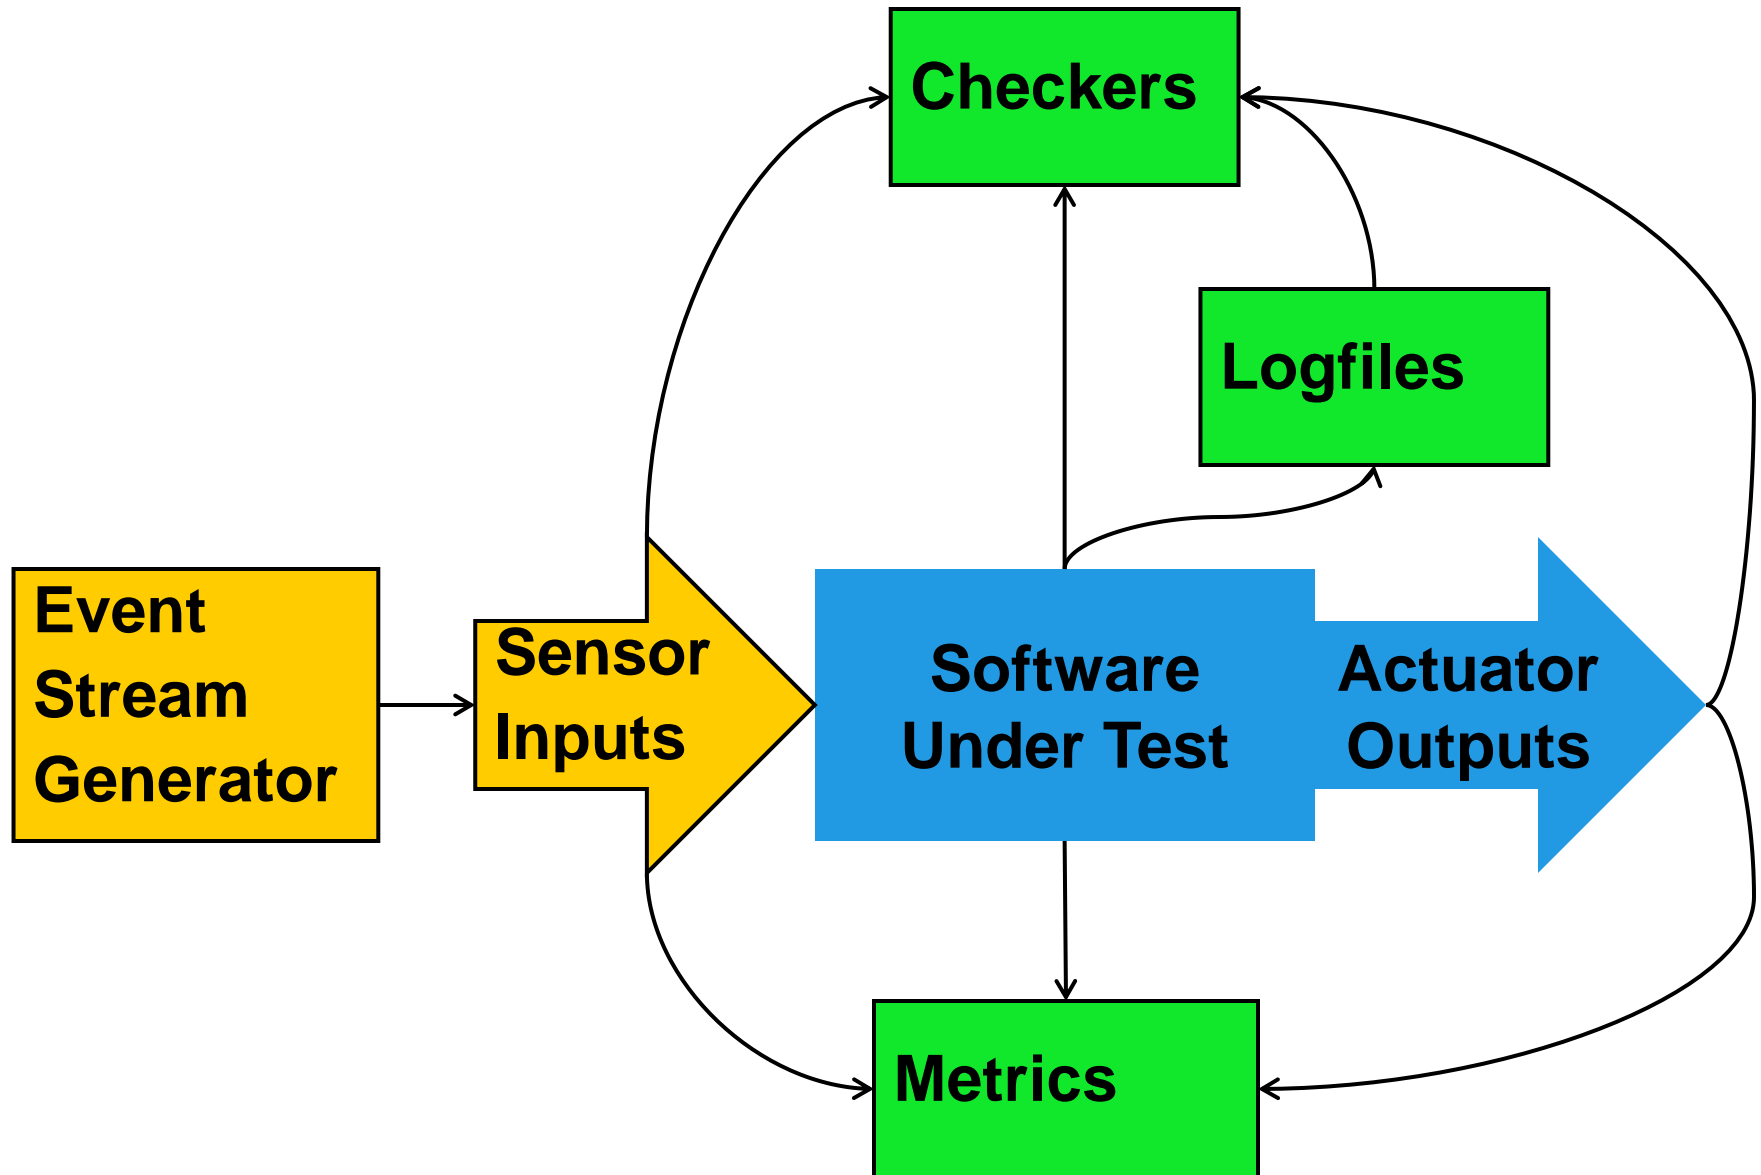 Checkers
Logfiles
Event
Stream
Generator
Sensor
Inputs
Software
Under Test
Actuator
Outputs
Metrics